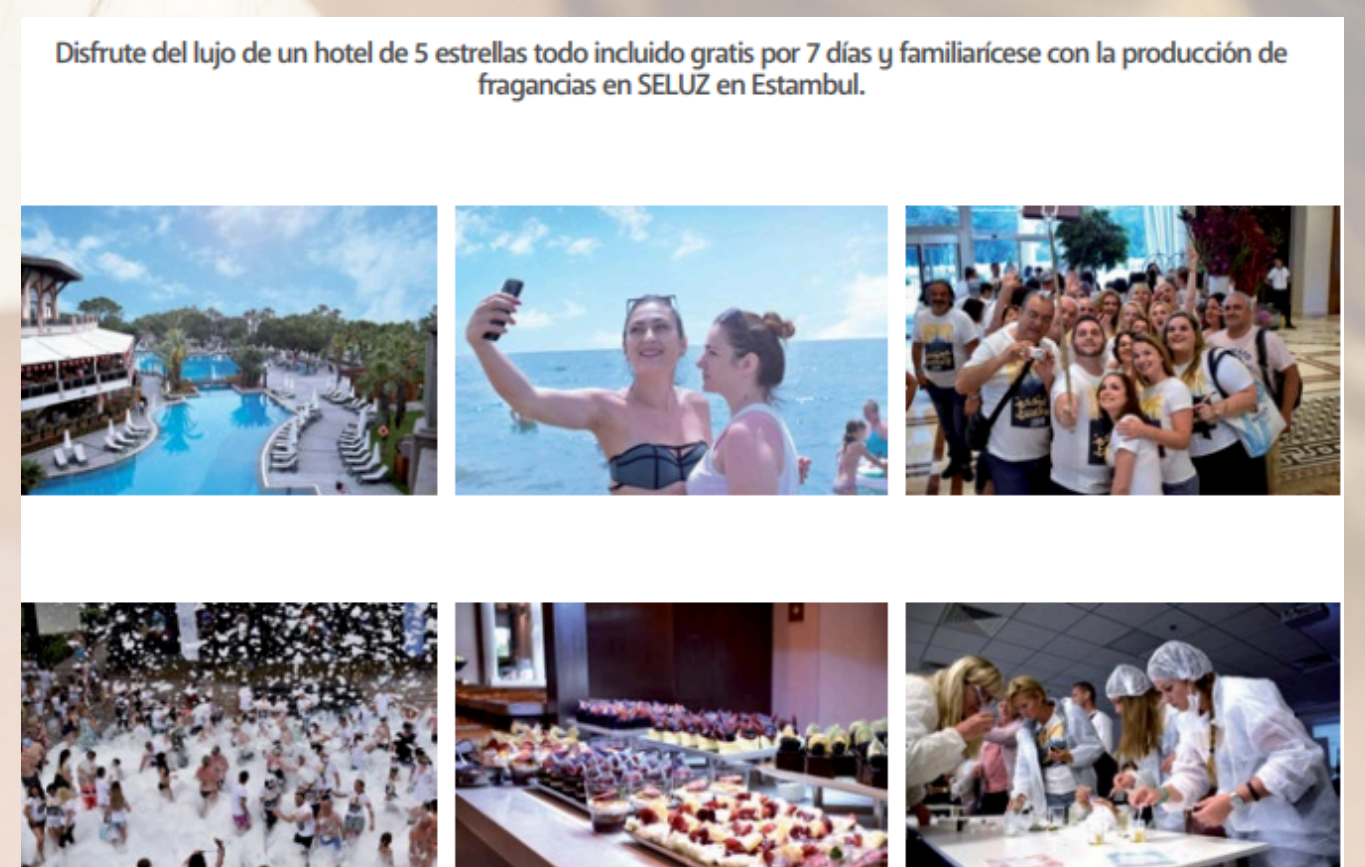 Disfrute del lujo de un hotel de 5 estrellas todo incluido gratis por 7 días y familiarícese con la producción de
fragancias en SELUZ en Estambul.